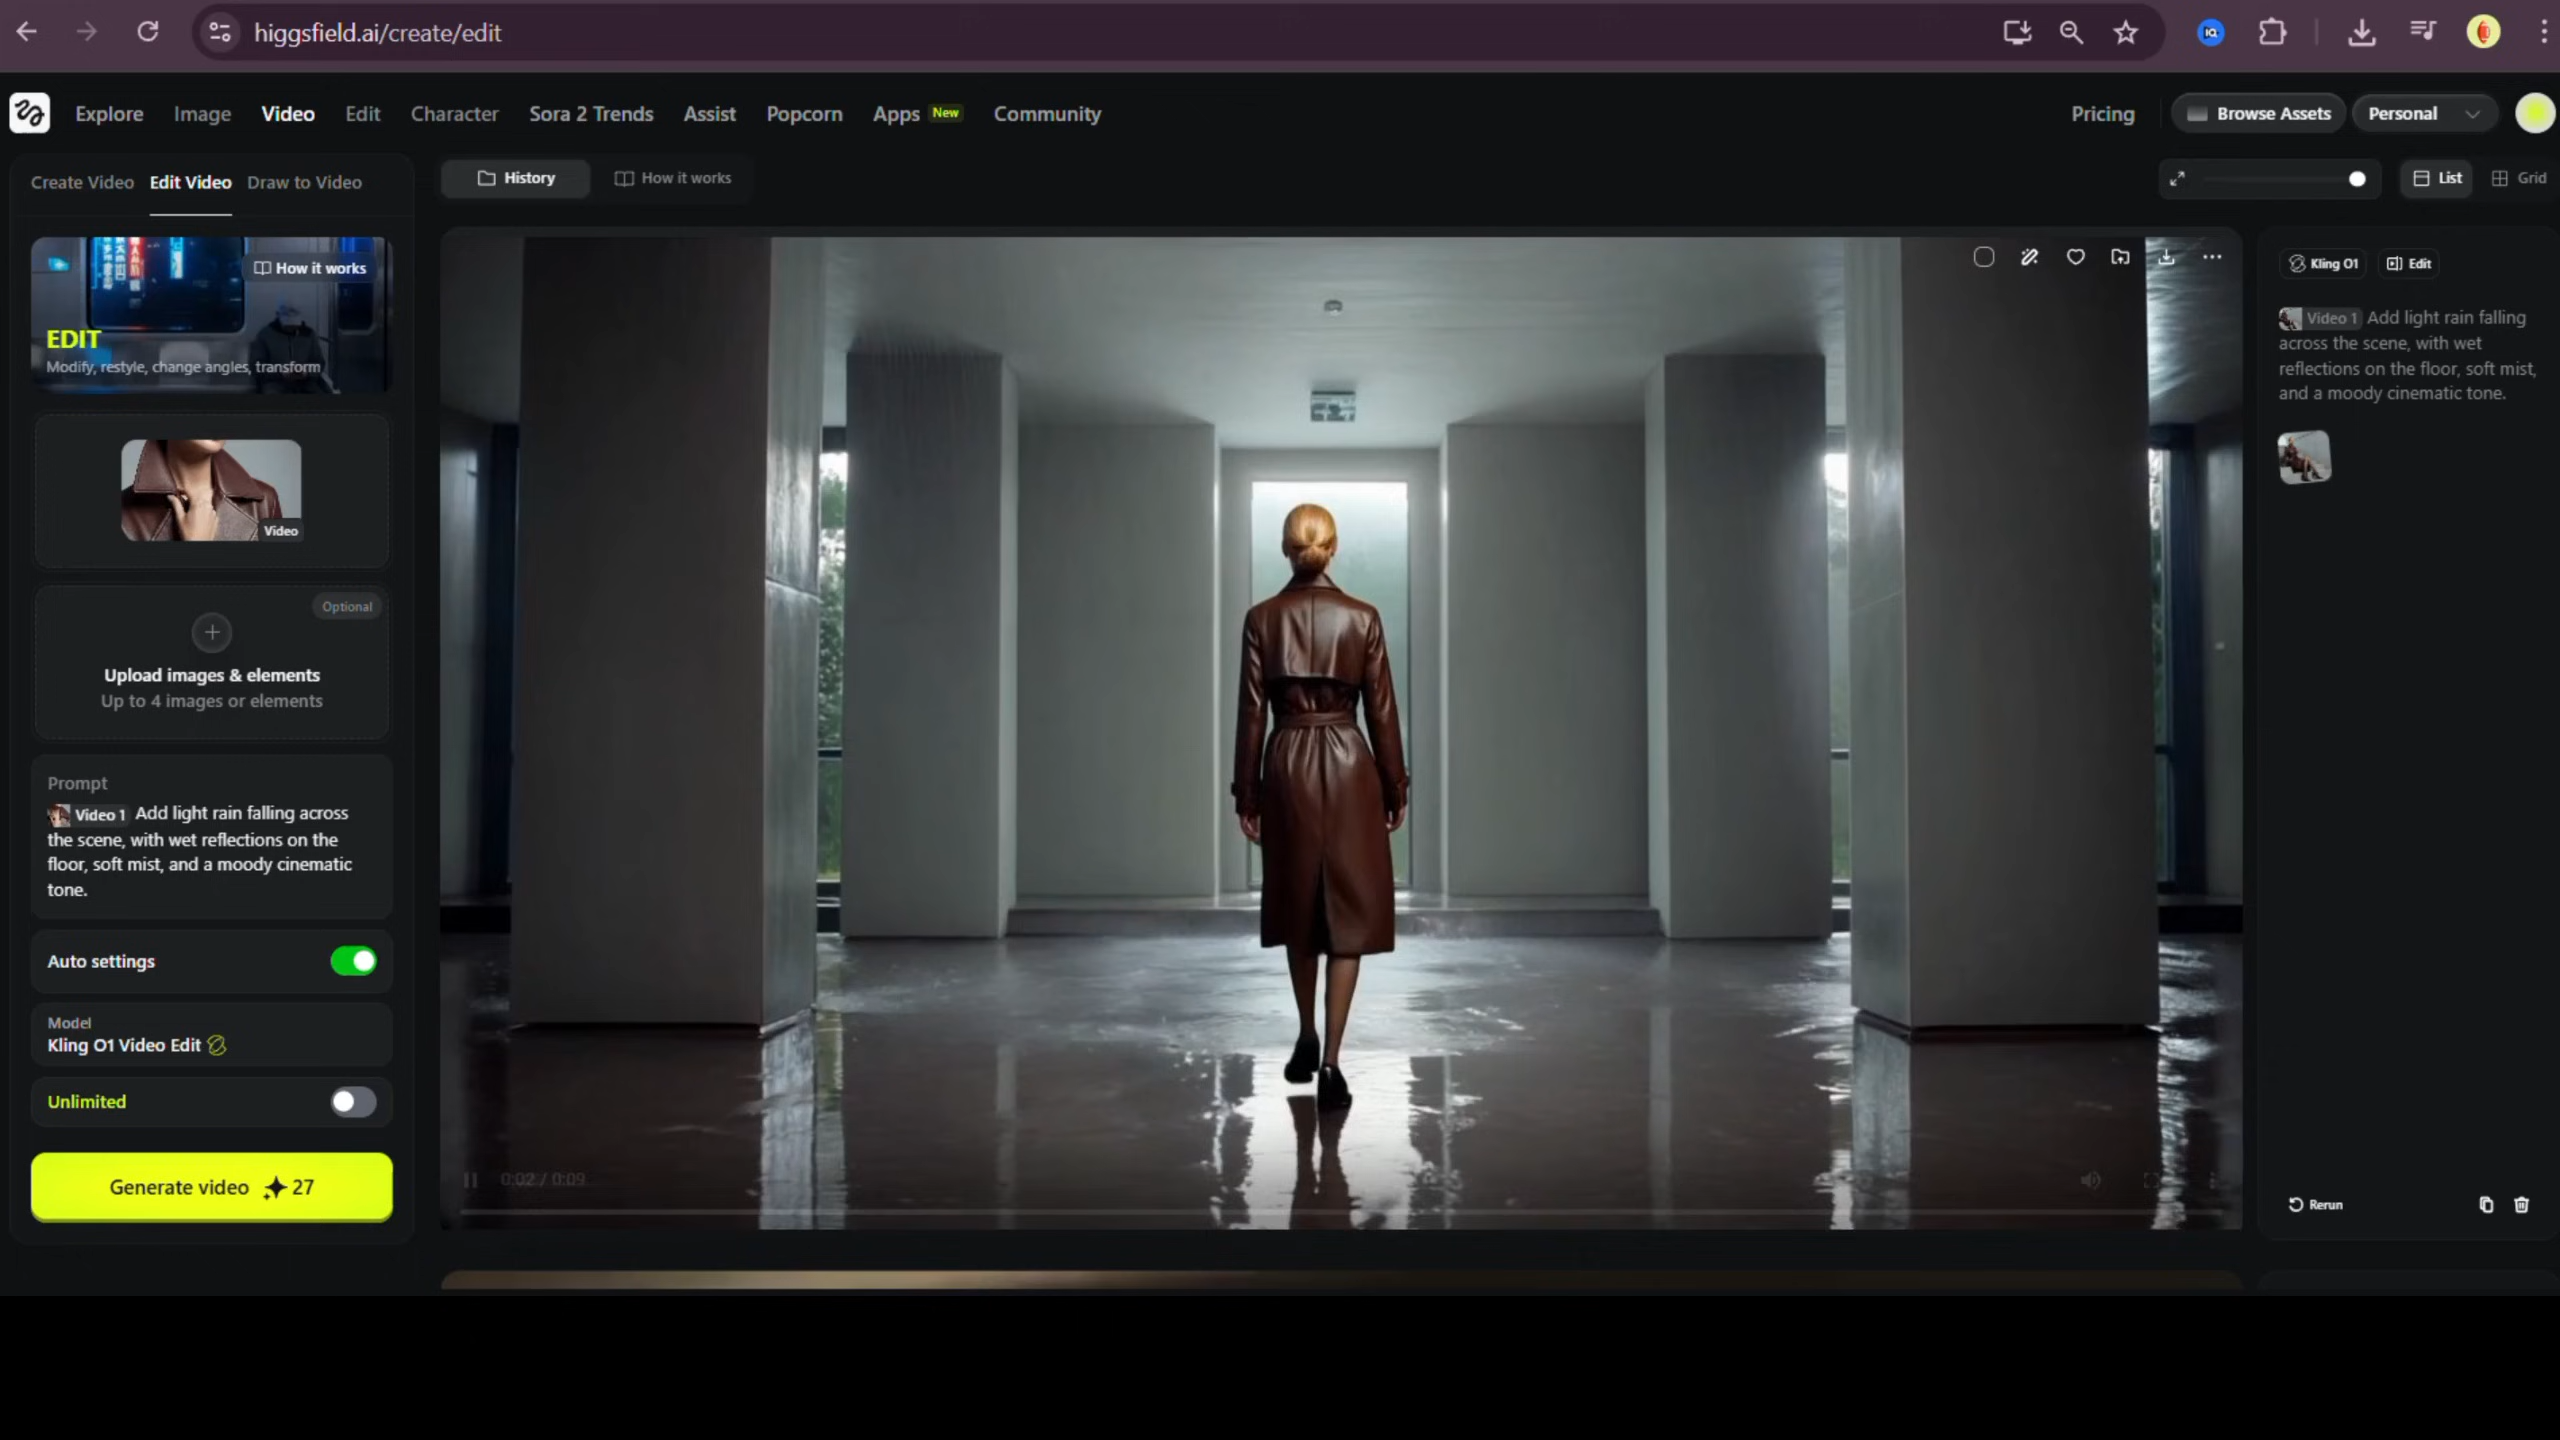 higgsfield.ai/create/edit
Explore
Image
Video
Edit
Character
Sora 2 Trends
Assist
Popcorn
Apps New
Community
Pricing
Browse Assets
Personal
Create Video
Edit Video
Draw to Video
History
How it works
List
Grid
How it works
EDIT
Modify, restyle, change angles, transform
Video
Optional
Upload images & elements
Up to 4 images or elements
Prompt
Video 1 Add light rain falling across
the scene, with wet reflections on the
floor, soft mist, and a moody cinematic
tone.
Auto settings
Model
Kling O1 Video Edit
Unlimited
Generate video 27
0:02 / 0:09
Kling O1
Edit
Video 1 Add light rain falling
across the scene, with wet
reflections on the floor, soft mist,
and a moody cinematic tone.
Rerun